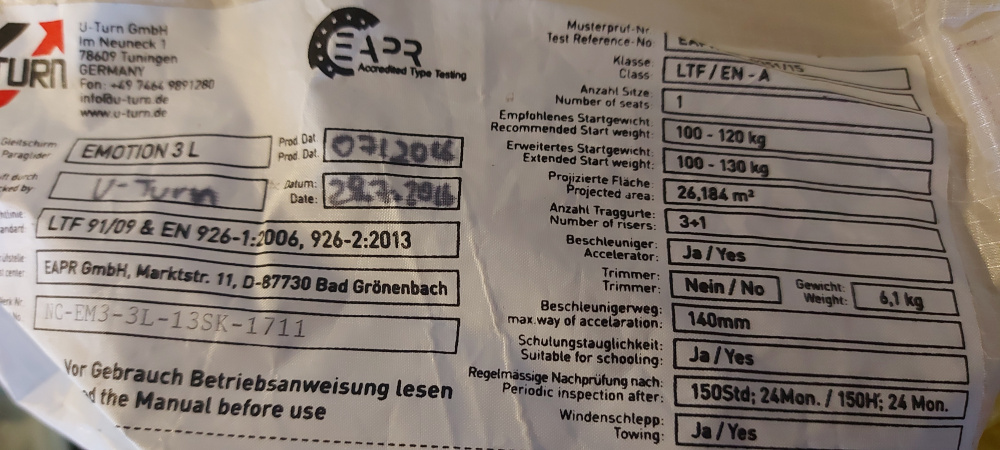 TURN
U-Turn GmbH
Im Neuneck 1
78609 Tuningen
GERMANY
Fon: +49 7464 9891280
info@u-turn.de
www.u-turn.de
EAPR
Accredited Type Testing
Gleitschirm
Paraglider
EMOTION 3 L
Prod Dat.
Prod Dat.
07/2016
U-Turn
Datum:
Date:
29.7.2016
LTF 91/09 & EN 926-1:2006, 926-2:2013
EAPR GmbH, Marktstr. 11, D-87730 Bad Grönenbach
NC-EM3-3L-13SK-1711
Vor Gebrauch Betriebsanweisung lesen
the Manual before use
Musterprüf-Nr
Test Reference-No
Klasse:
Class
LTF / EN - A
Anzahl Sitze:
Number of seats:
1
Empfohlenes Startgewicht:
Recommended Start weight:
100 - 120 kg
Erweitertes Startgewicht:
Extended Start weight:
100 - 130 kg
Projizierte Fläche:
Projected area:
26,184 m²
Anzahl Traggurte:
Number of risers:
3+1
Beschleuniger:
Accelerator:
Ja / Yes
Trimmer:
Trimmer:
Nein / No
Gewicht:
Weight:
6,1 kg
Beschleunigerweg:
max.way of accelaration:
140mm
Schulungstauglichkeit:
Suitable for schooling:
Ja / Yes
Regelmässige Nachprüfung nach:
Periodic inspection after:
150Std; 24Mon. / 150H; 24 Mon.
Windenschlepp:
Towing:
Ja / Yes